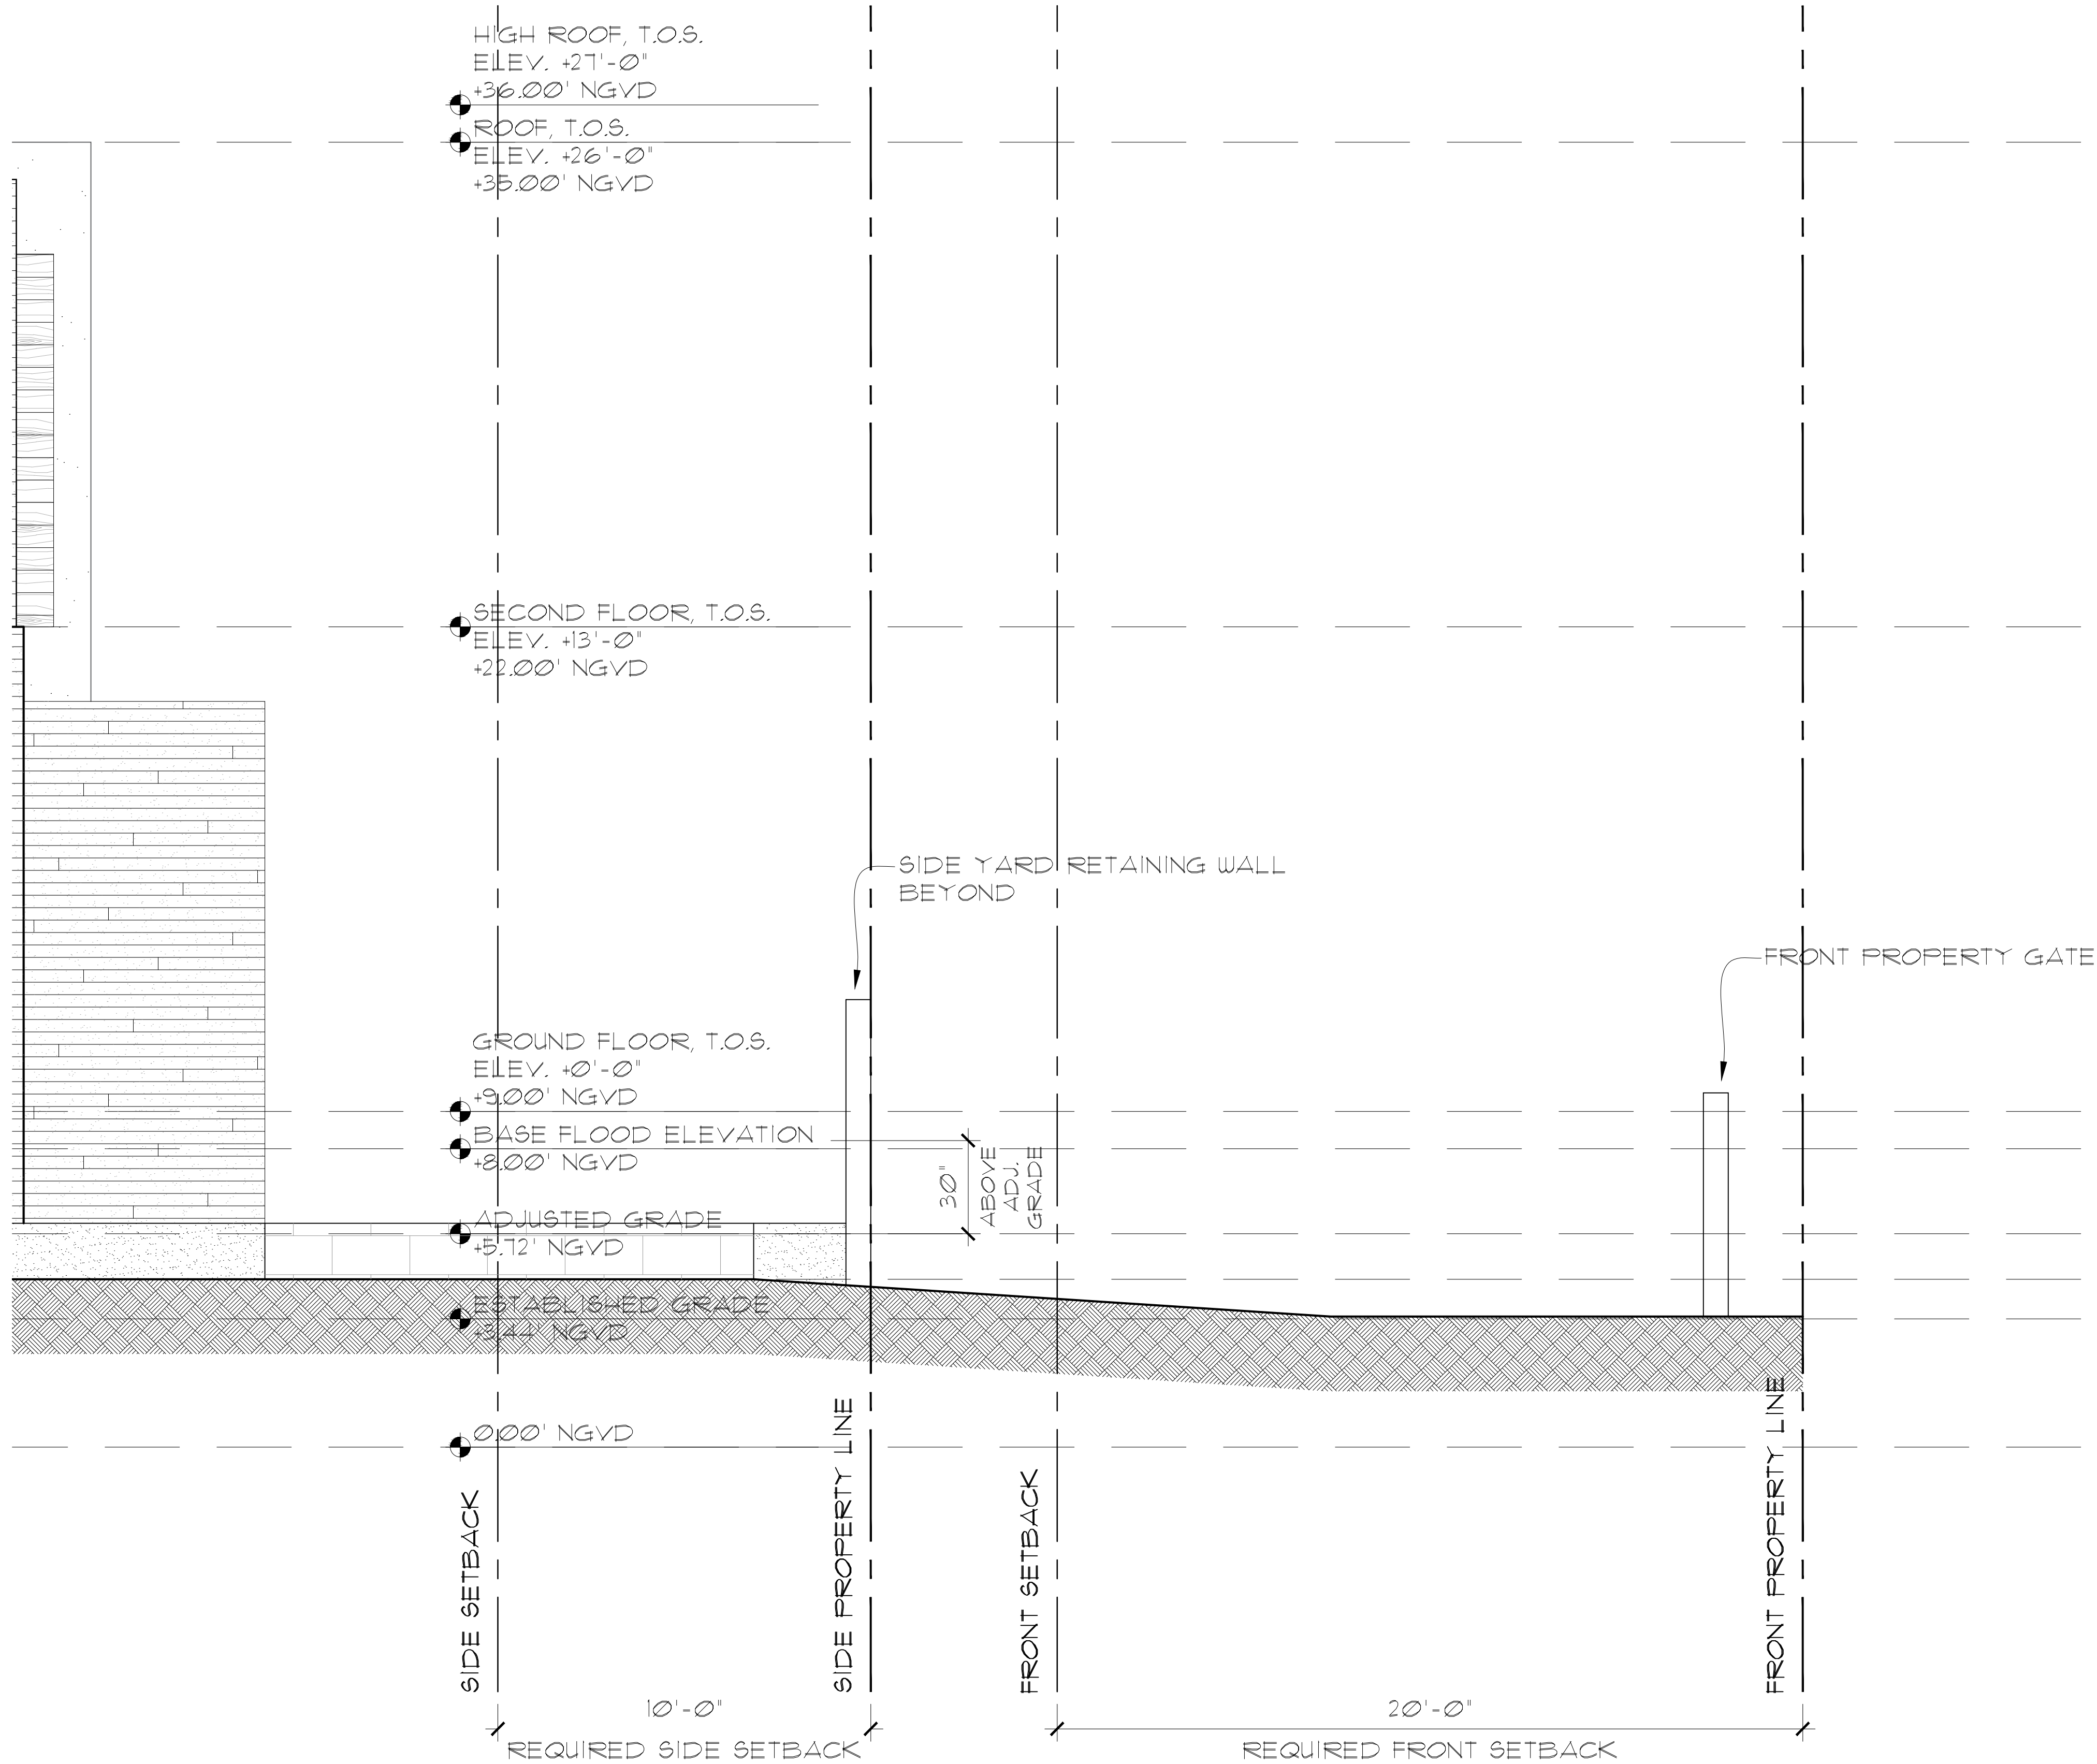 HIGH ROOF, T.O.S.
ELEV. +27'-0"
+36.00' NGVD
ROOF, T.O.S.
ELEV. +26'-0"
+35.00' NGVD
SECOND FLOOR, T.O.S.
ELEV. +13'-0"
+22.00' NGVD
SIDE YARD RETAINING WALL
BEYOND
FRONT PROPERTY GATE
GROUND FLOOR, T.O.S.
ELEV. +0'-0"
+9.00' NGVD
BASE FLOOD ELEVATION
+8.00' NGVD
30"
ABOVE
ADJ.
GRADE
ADJUSTED GRADE
+5.72' NGVD
ESTABLISHED GRADE
+3.44' NGVD
0.00' NGVD
SIDE SETBACK
SIDE PROPERTY LINE
FRONT SETBACK
FRONT PROPERTY LINE
10'-0"
REQUIRED SIDE SETBACK
20'-0"
REQUIRED FRONT SETBACK